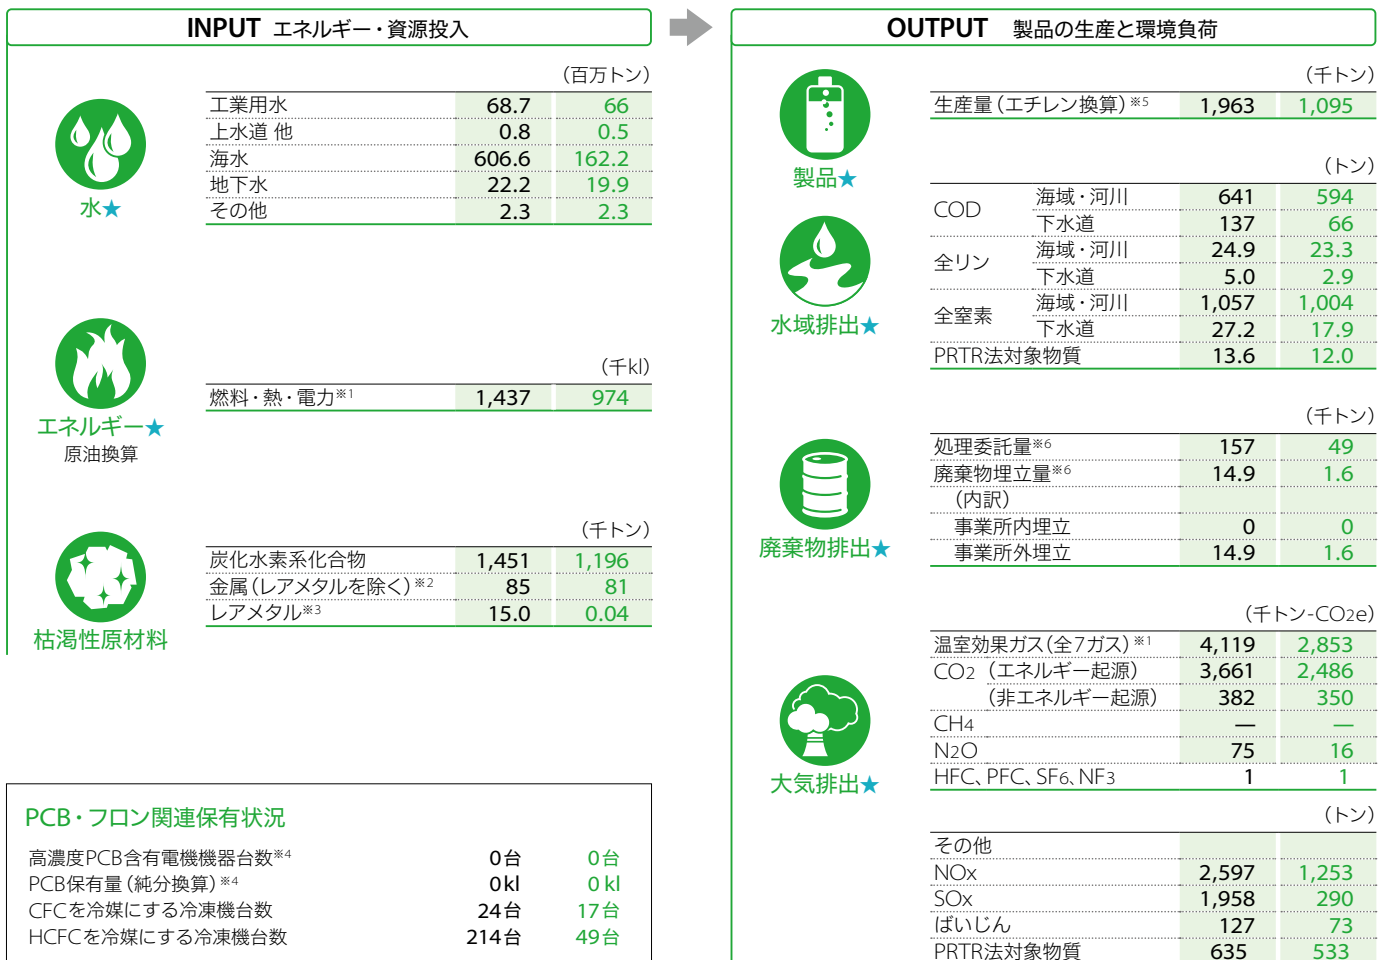 INPUT エネルギー・資源投入
（百万トン）
工業用水 68.7 66
上水道 他 0.8 0.5
海水 606.6 162.2
地下水 22.2 19.9
その他 2.3 2.3
水★
（千kl）
燃料・熱・電力※1 1,437 974
エネルギー★
原油換算
（千トン）
炭化水素系化合物 1,451 1,196
金属（レアメタルを除く）※2 85 81
レアメタル※3 15.0 0.04
枯渇性原材料
PCB・フロン関連保有状況
高濃度PCB含有電機機器台数※4 0台 0台
PCB保有量（純分換算）※4 0kl 0 kl
CFCを冷媒にする冷凍機台数 24台 17台
HCFCを冷媒にする冷凍機台数 214台 49台
OUTPUT 製品の生産と環境負荷
（千トン）
生産量（エチレン換算）※5 1,963 1,095
製品★
（トン）
COD 海域・河川 641 594
下水道 137 66
全リン 海域・河川 24.9 23.3
下水道 5.0 2.9
全窒素 海域・河川 1,057 1,004
下水道 27.2 17.9
PRTR法対象物質 13.6 12.0
水域排出★
（千トン）
処理委託量※6 157 49
廃棄物埋立量※6 14.9 1.6
（内訳）
事業所内埋立 0 0
事業所外埋立 14.9 1.6
廃棄物排出★
（千トン-CO2e）
温室効果ガス（全7ガス）※1 4,119 2,853
CO2（エネルギー起源） 3,661 2,486
（非エネルギー起源） 382 350
CH4 — —
N2O 75 16
HFC、PFC、SF6、NF3 1 1
大気排出★
（トン）
その他
NOx 2,597 1,253
SOx 1,958 290
ばいじん 127 73
PRTR法対象物質 635 533